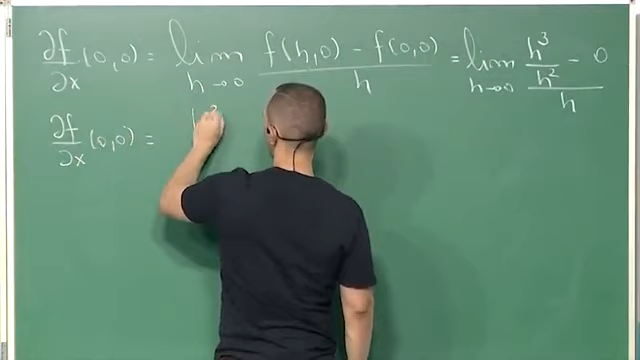 ∂f/∂x (0,0) = lim h→0 (f(h,0) - f(0,0))/h = lim h→0 (h³/h² - 0)/h
∂f/∂x (0,0) =